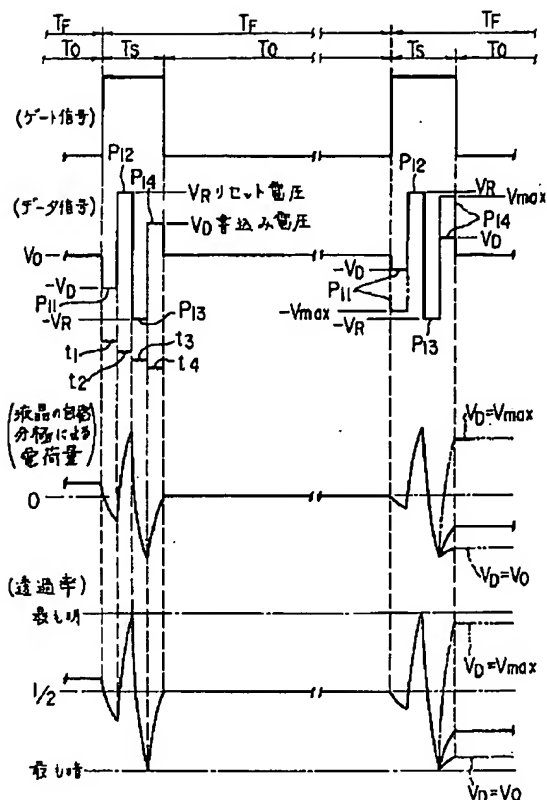 TF TF TF
To Ts To Ts To
(ゲート信号)
P12 P12
P14 VRリセット電圧 VR Vmax
(データ信号) VD書込み電圧 P14
VD
V0
-VD -VD
P11 P11
P13 -Vmax
-VR -VR P13
t1 t3
t2 t4
(液晶の自発
分極による
電荷量)
VD=Vmax
0
VD=V0
(透過率)
最も明
VD=Vmax
1/2
最も暗
VD=V0